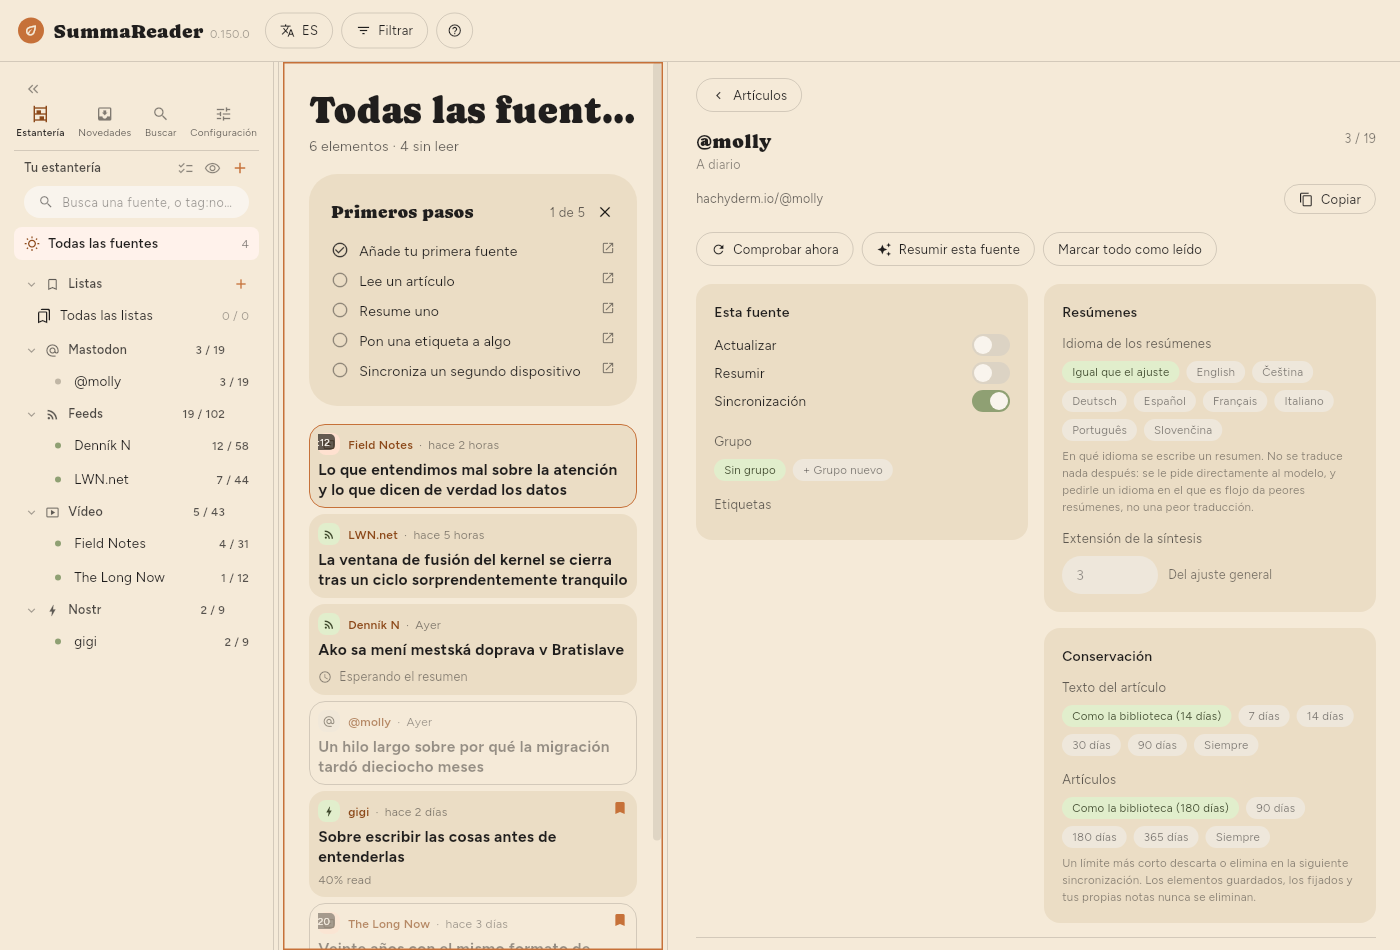 SummaReader 0.150.0
ES
Filtrar
Estantería
Novedades
Buscar
Configuración
Tu estantería
Busca una fuente, o tag:no...
Todas las fuentes 4
Listas
Todas las listas 0 / 0
Mastodon 3 / 19
@molly 3 / 19
Feeds 19 / 102
Denník N 12 / 58
LWN.net 7 / 44
Vídeo 5 / 43
Field Notes 4 / 31
The Long Now 1 / 12
Nostr 2 / 9
gigi 2 / 9
Todas las fuent...
6 elementos · 4 sin leer
Primeros pasos 1 de 5
Añade tu primera fuente
Lee un artículo
Resume uno
Pon una etiqueta a algo
Sincroniza un segundo dispositivo
:12 Field Notes · hace 2 horas
Lo que entendimos mal sobre la atención
y lo que dicen de verdad los datos
LWN.net · hace 5 horas
La ventana de fusión del kernel se cierra
tras un ciclo sorprendentemente tranquilo
Denník N · Ayer
Ako sa mení mestská doprava v Bratislave
Esperando el resumen
@molly · Ayer
Un hilo largo sobre por qué la migración
tardó dieciocho meses
gigi · hace 2 días
Sobre escribir las cosas antes de
entenderlas
40% read
20 The Long Now · hace 3 días
Veinte años con el mismo formato de
Artículos
@molly 3 / 19
A diario
hachyderm.io/@molly
Copiar
Comprobar ahora
Resumir esta fuente
Marcar todo como leído
Esta fuente
Actualizar
Resumir
Sincronización
Grupo
Sin grupo
+ Grupo nuevo
Etiquetas
Resúmenes
Idioma de los resúmenes
Igual que el ajuste English Čeština
Deutsch Español Français Italiano
Português Slovenčina
En qué idioma se escribe un resumen. No se traduce
nada después: se le pide directamente al modelo, y
pedirle un idioma en el que es flojo da peores
resúmenes, no una peor traducción.
Extensión de la síntesis
3 Del ajuste general
Conservación
Texto del artículo
Como la biblioteca (14 días) 7 días 14 días
30 días 90 días Siempre
Artículos
Como la biblioteca (180 días) 90 días
180 días 365 días Siempre
Un límite más corto descarta o elimina en la siguiente
sincronización. Los elementos guardados, los fijados y
tus propias notas nunca se eliminan.